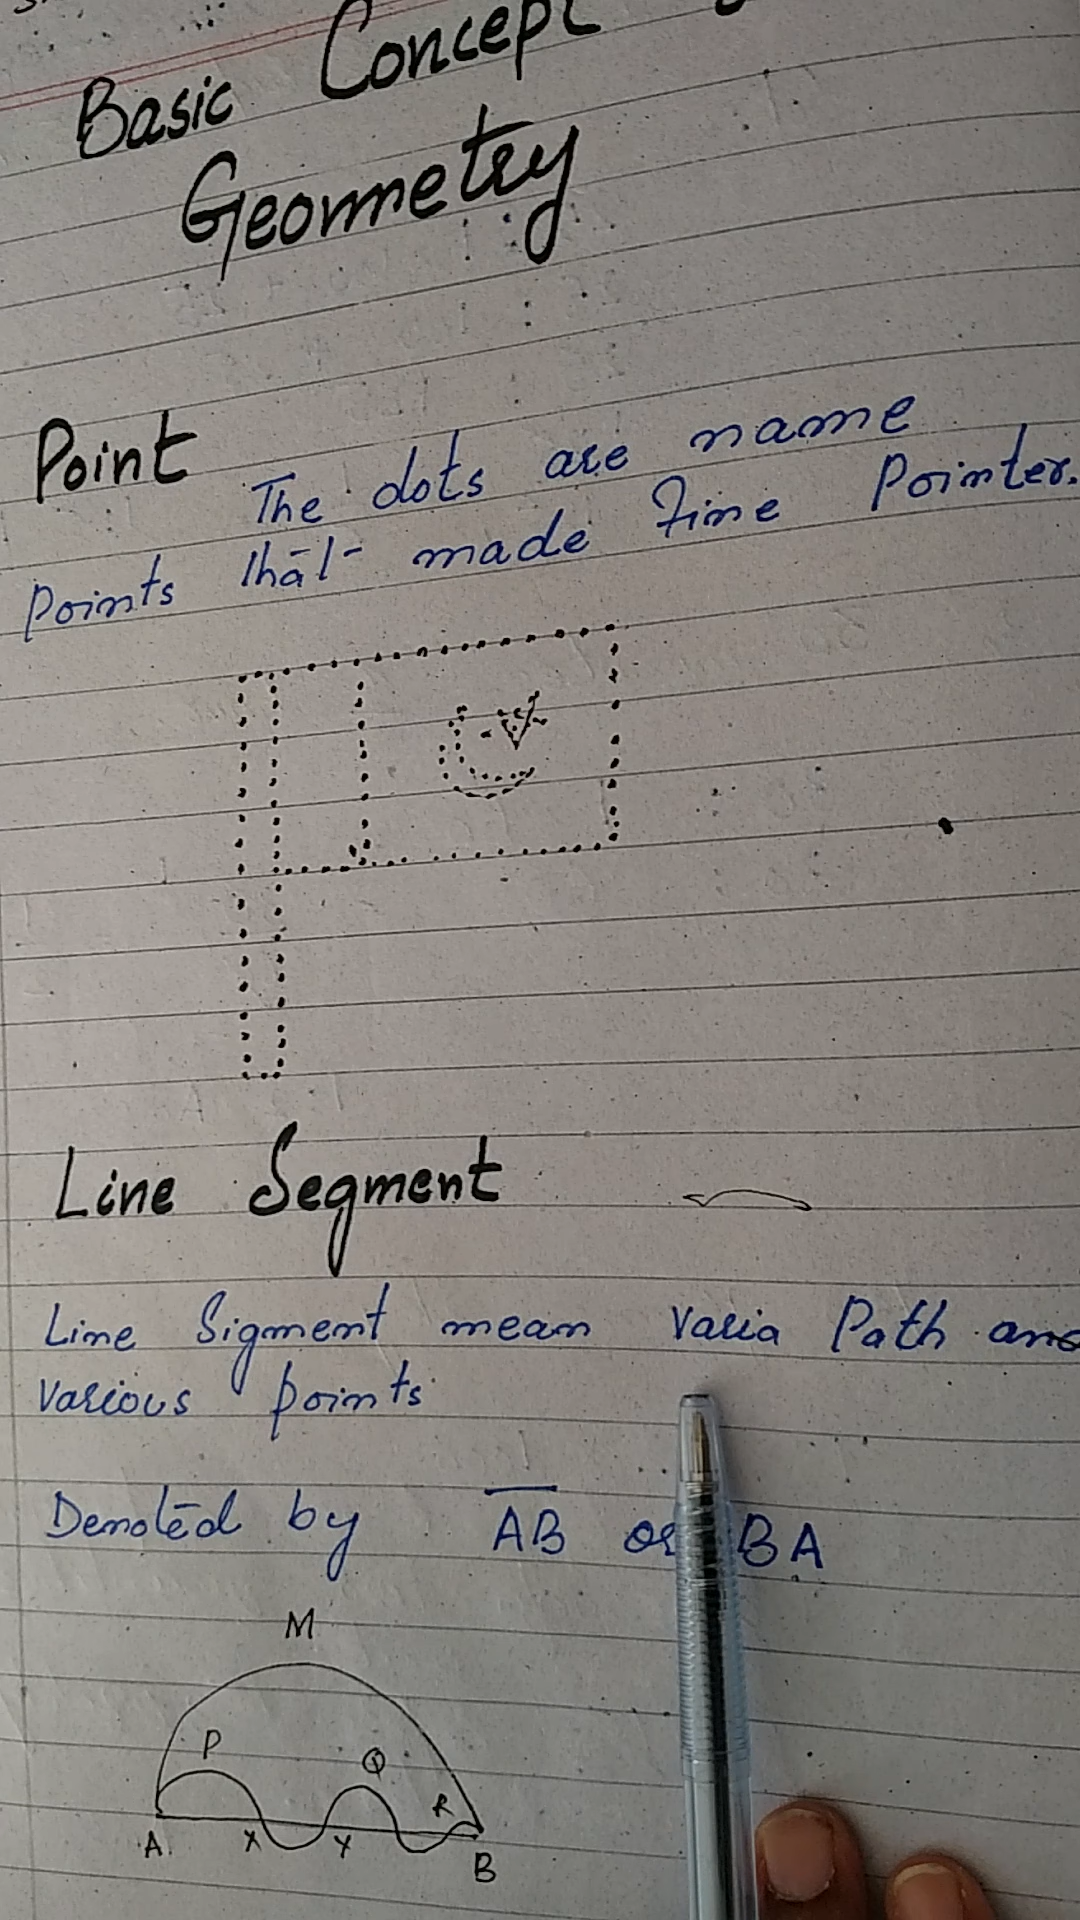 Basic Concept
Geometry
Point
The dots are name
Points that made Fine Pointer.
Line Segment
Line Sigment mean Varia Path and
various points
Denoted by AB or BA
M
P
Q
R
A. X Y
B